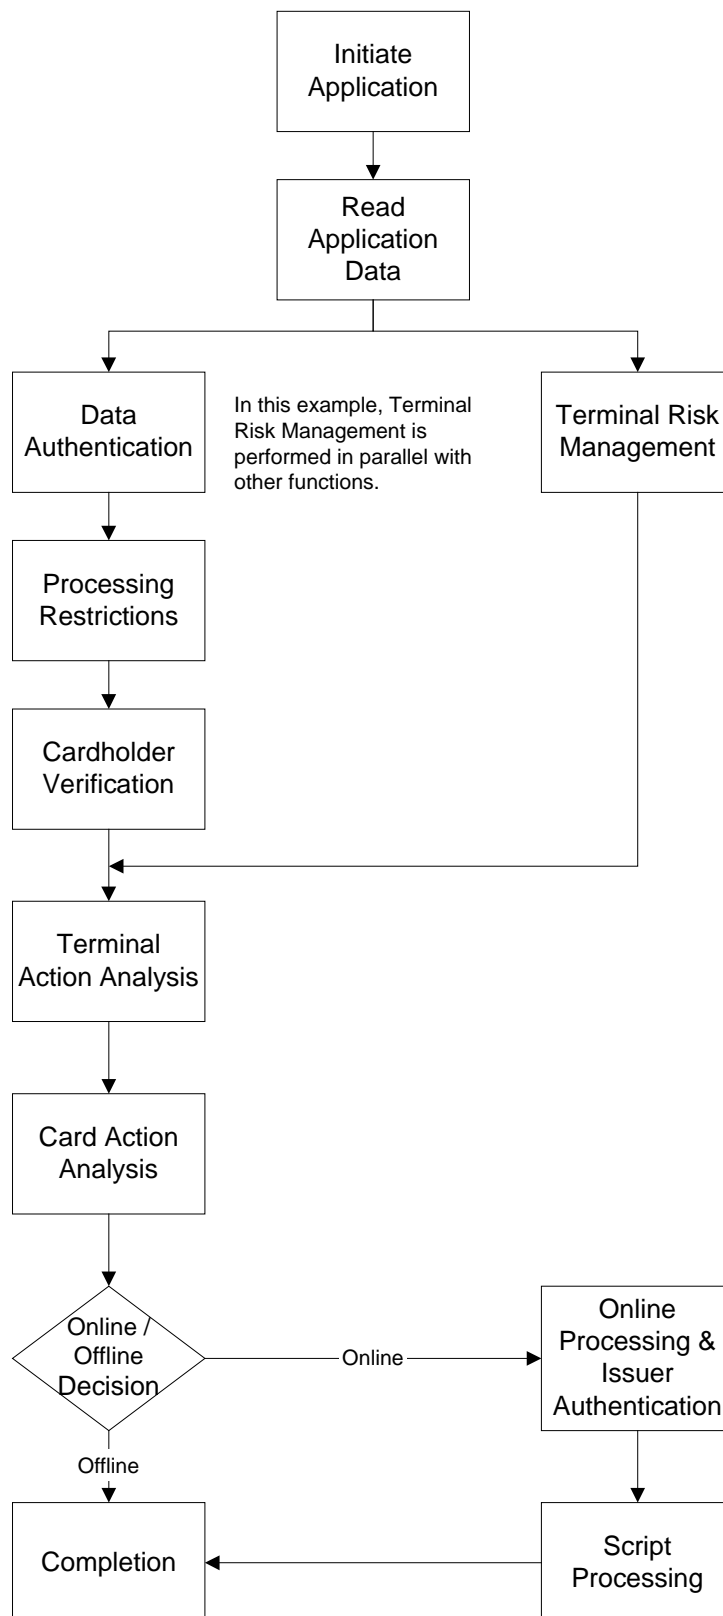 Initiate
Application
Read
Application
Data
Data
Authentication
In this example, Terminal
Risk Management is
performed in parallel with
other functions.
Terminal Risk
Management
Processing
Restrictions
Cardholder
Verification
Terminal
Action Analysis
Card Action
Analysis
Online /
Offline
Decision
Online
Online
Processing &
Issuer
Authentication
Offline
Completion
Script
Processing